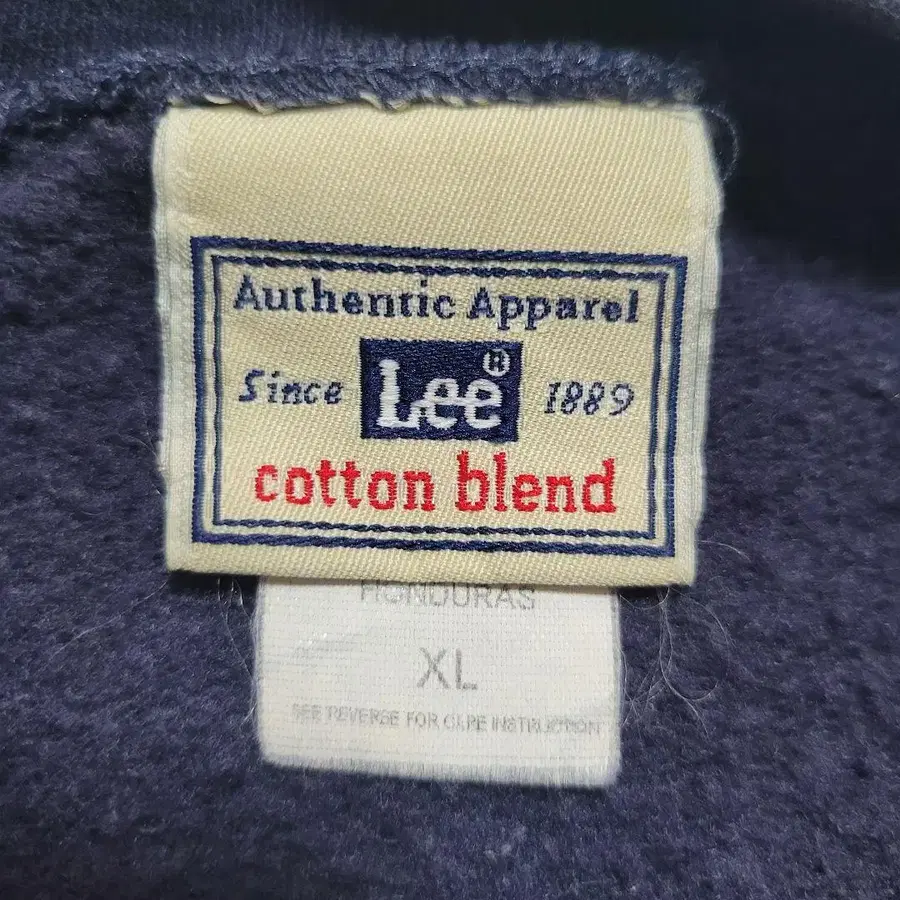 Authentic Apparel
Since Lee® 1889
cotton blend
HONDURAS
XL
SEE REVERSE FOR CARE INSTRUCTION